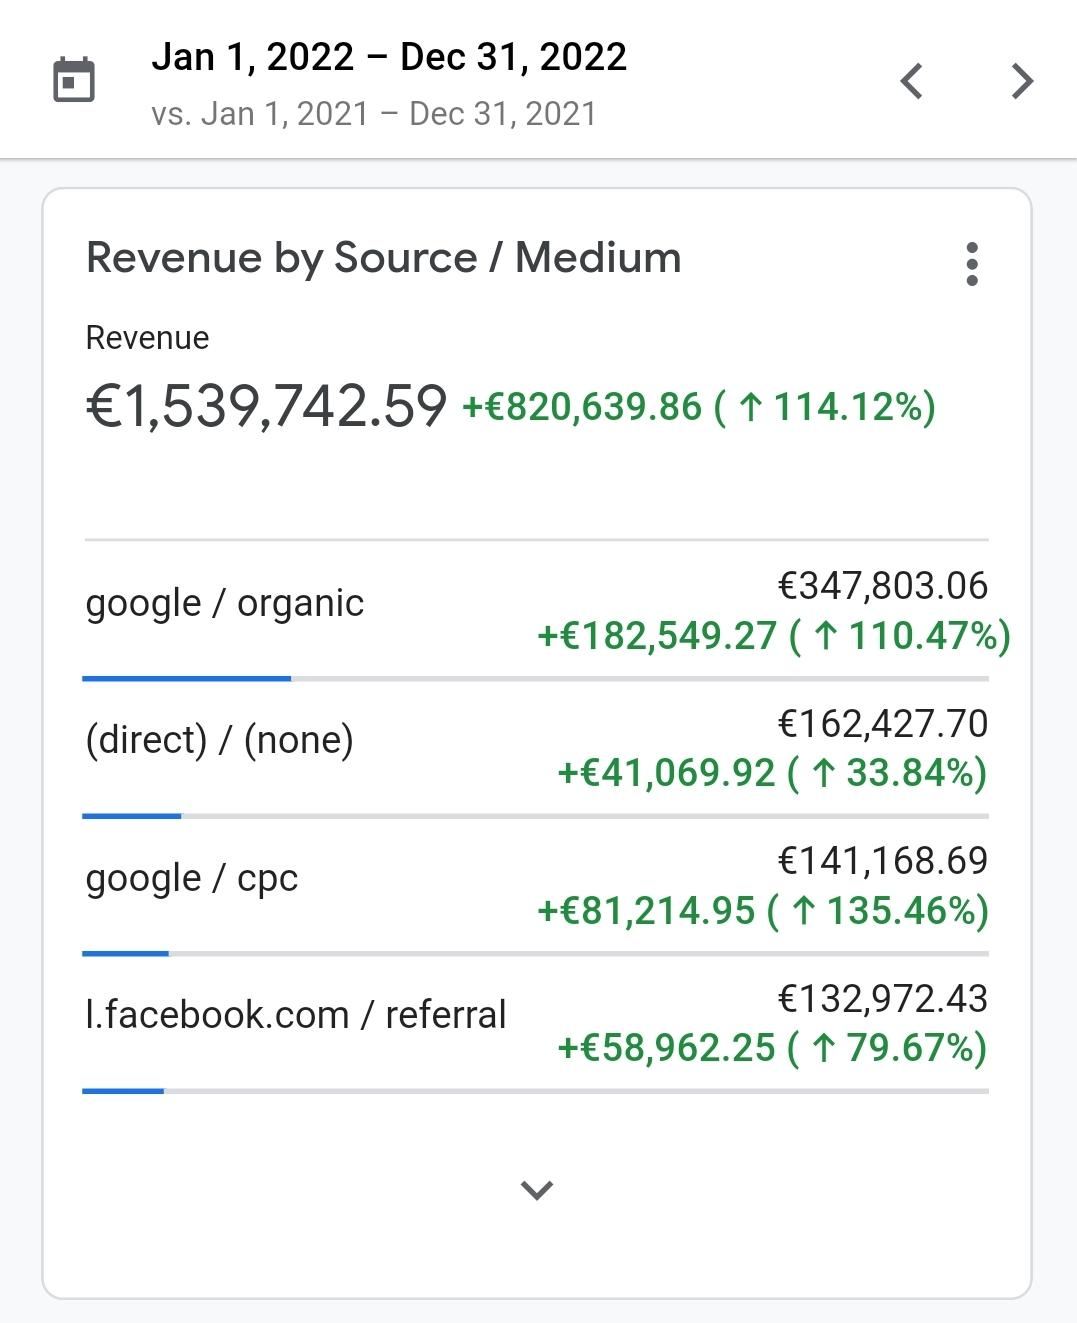 Jan 1, 2022 – Dec 31, 2022
vs. Jan 1, 2021 – Dec 31, 2021
Revenue by Source / Medium
Revenue
€1,539,742.59 +€820,639.86 ( ↑ 114.12%)
google / organic
€347,803.06
+€182,549.27 ( ↑ 110.47%)
(direct) / (none)
€162,427.70
+€41,069.92 ( ↑ 33.84%)
google / cpc
€141,168.69
+€81,214.95 ( ↑ 135.46%)
l.facebook.com / referral
€132,972.43
+€58,962.25 ( ↑ 79.67%)